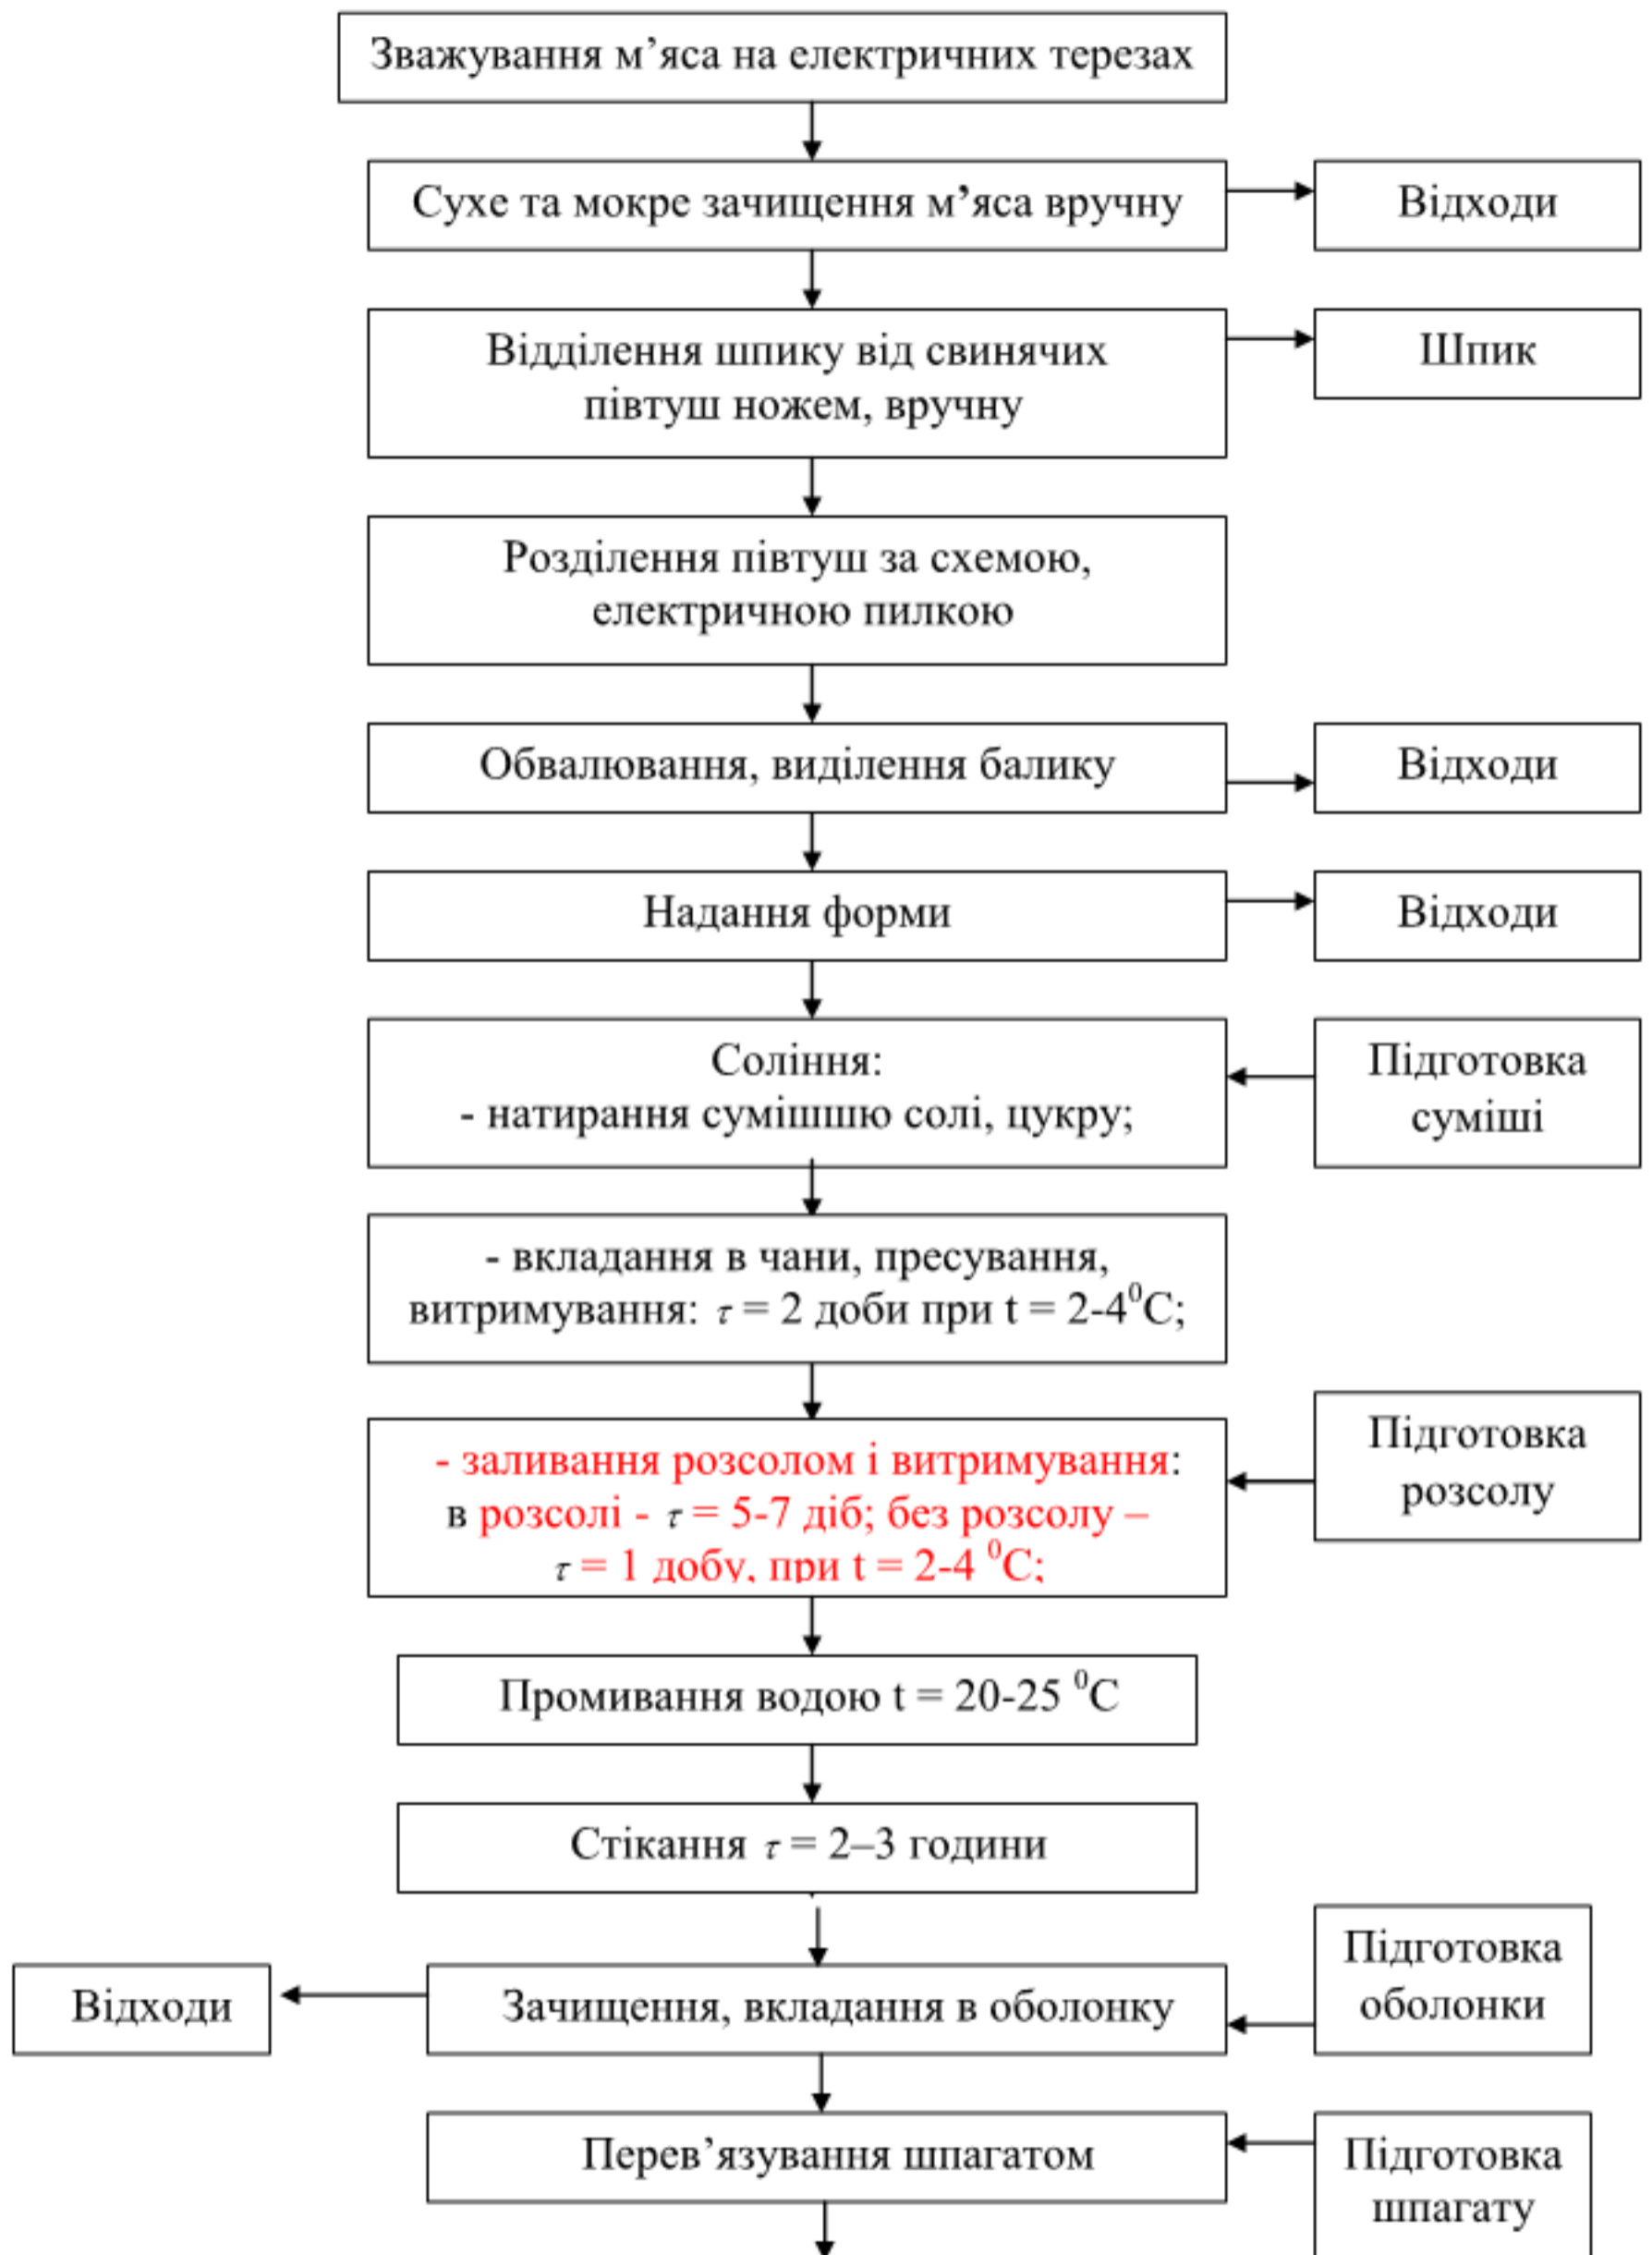 Зважування м’яса на електричних терезах
Сухе та мокре зачищення м’яса вручну
Відходи
Відділення шпику від свинячих
півтуш ножем, вручну
Шпик
Розділення півтуш за схемою,
електричною пилкою
Обвалювання, виділення балику
Відходи
Надання форми
Відходи
Соління:
- натирання сумішшю солі, цукру;
Підготовка
суміші
- вкладання в чани, пресування,
витримування: τ = 2 доби при t = 2-4⁰С;
- заливання розсолом і витримування:
в розсолі - τ = 5-7 діб; без розсолу –
τ = 1 добу, при t = 2-4 ⁰С;
Підготовка
розсолу
Промивання водою t = 20-25 ⁰С
Стікання τ = 2–3 години
Відходи
Зачищення, вкладання в оболонку
Підготовка
оболонки
Перев’язування шпагатом
Підготовка
шпагату